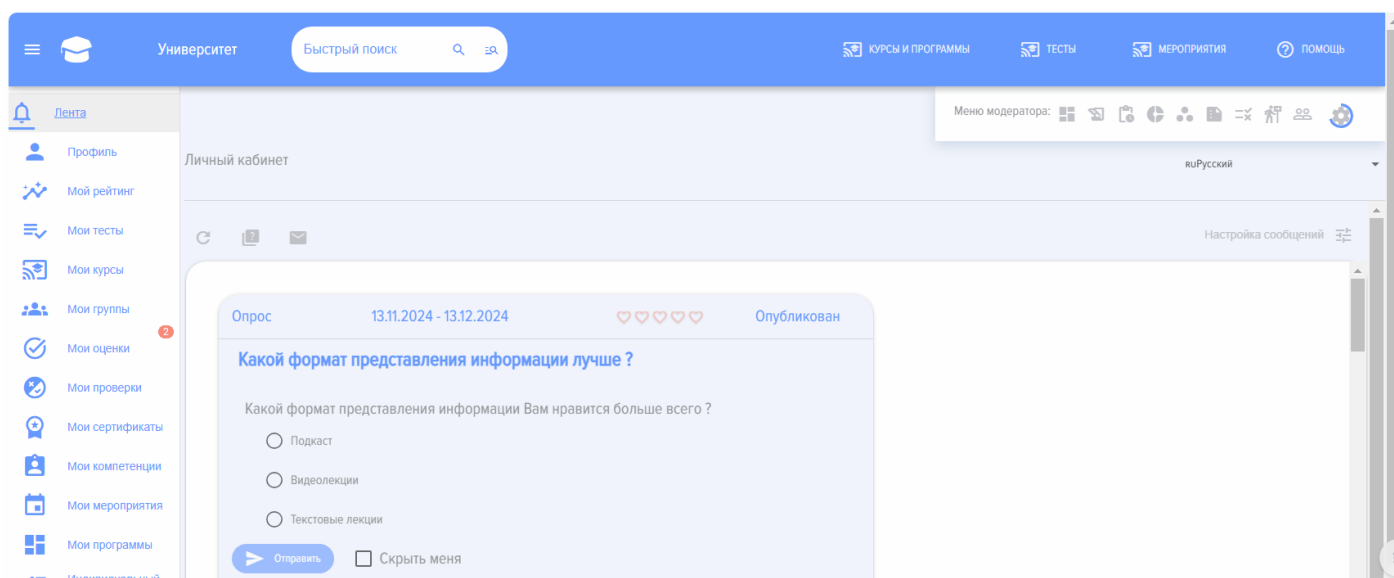 Университет
Быстрый поиск
КУРСЫ И ПРОГРАММЫ
ТЕСТЫ
МЕРОПРИЯТИЯ
ПОМОЩЬ
Меню модератора:
Лента
Профиль
Мой рейтинг
Мои тесты
Мои курсы
Мои группы
2
Мои оценки
Мои проверки
Мои сертификаты
Мои компетенции
Мои мероприятия
Мои программы
Индивидуальный
Личный кабинет
RUРусский
Настройка сообщений
Опрос 13.11.2024 - 13.12.2024 Опубликован
Какой формат представления информации лучше ?
Какой формат представления информации Вам нравится больше всего ?
Подкаст
Видеолекции
Текстовые лекции
Отправить
Скрыть меня